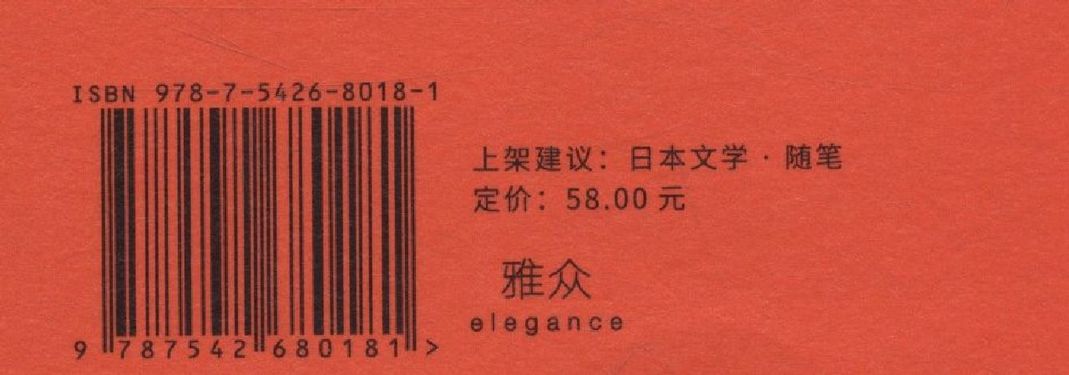 ISBN 978-7-5426-8018-1
9 787542 680181 >
上架建议：日本文学·随笔
定价：58.00 元
雅众
elegance